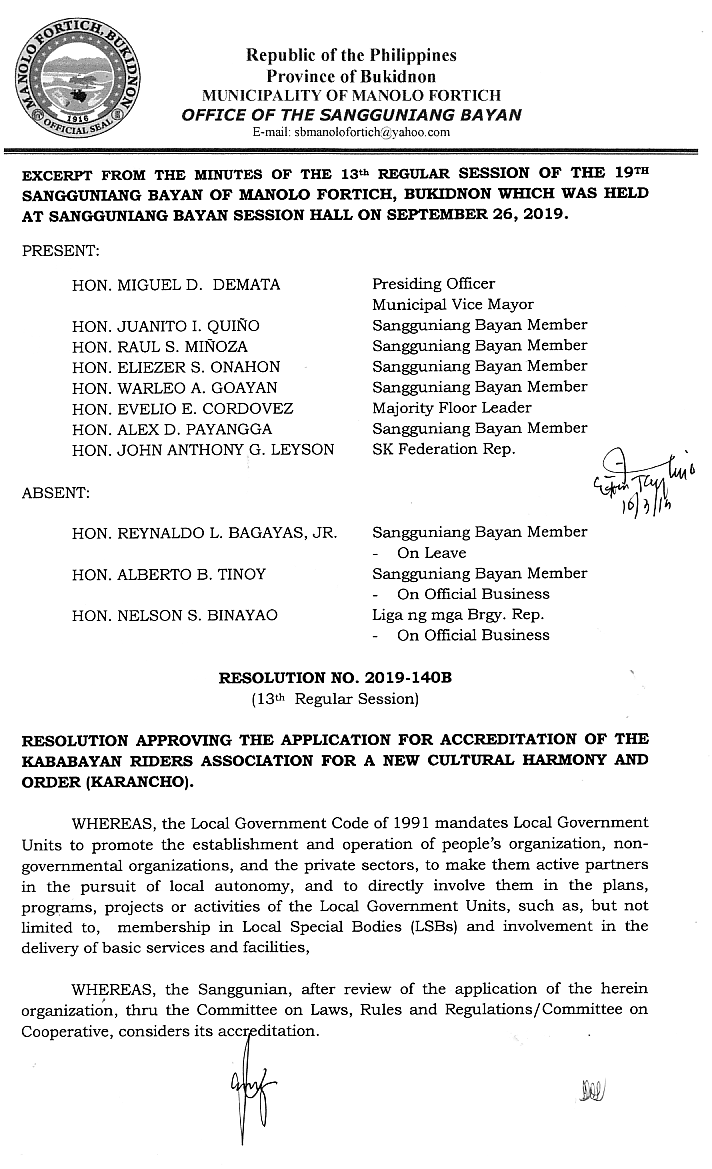 MANOLO FORTICH, BUKIDNON
1916
OFFICIAL SEAL
Republic of the Philippines
Province of Bukidnon
MUNICIPALITY OF MANOLO FORTICH
OFFICE OF THE SANGGUNIANG BAYAN
E-mail: sbmanolofortich@yahoo.com
EXCERPT FROM THE MINUTES OF THE 13th REGULAR SESSION OF THE 19TH
SANGGUNIANG BAYAN OF MANOLO FORTICH, BUKIDNON WHICH WAS HELD
AT SANGGUNIANG BAYAN SESSION HALL ON SEPTEMBER 26, 2019.
PRESENT:
HON. MIGUEL D. DEMATA Presiding Officer
Municipal Vice Mayor
HON. JUANITO I. QUIÑO Sangguniang Bayan Member
HON. RAUL S. MIÑOZA Sangguniang Bayan Member
HON. ELIEZER S. ONAHON Sangguniang Bayan Member
HON. WARLEO A. GOAYAN Sangguniang Bayan Member
HON. EVELIO E. CORDOVEZ Majority Floor Leader
HON. ALEX D. PAYANGGA Sangguniang Bayan Member
HON. JOHN ANTHONY G. LEYSON SK Federation Rep.
ABSENT:
HON. REYNALDO L. BAGAYAS, JR. Sangguniang Bayan Member
- On Leave
HON. ALBERTO B. TINOY Sangguniang Bayan Member
- On Official Business
HON. NELSON S. BINAYAO Liga ng mga Brgy. Rep.
- On Official Business
RESOLUTION NO. 2019-140B
(13th Regular Session)
RESOLUTION APPROVING THE APPLICATION FOR ACCREDITATION OF THE
KABABAYAN RIDERS ASSOCIATION FOR A NEW CULTURAL HARMONY AND
ORDER (KARANCHO).
WHEREAS, the Local Government Code of 1991 mandates Local Government
Units to promote the establishment and operation of people's organization, non-
governmental organizations, and the private sectors, to make them active partners
in the pursuit of local autonomy, and to directly involve them in the plans,
programs, projects or activities of the Local Government Units, such as, but not
limited to, membership in Local Special Bodies (LSBs) and involvement in the
delivery of basic services and facilities,
WHEREAS, the Sanggunian, after review of the application of the herein
organization, thru the Committee on Laws, Rules and Regulations/Committee on
Cooperative, considers its accreditation.